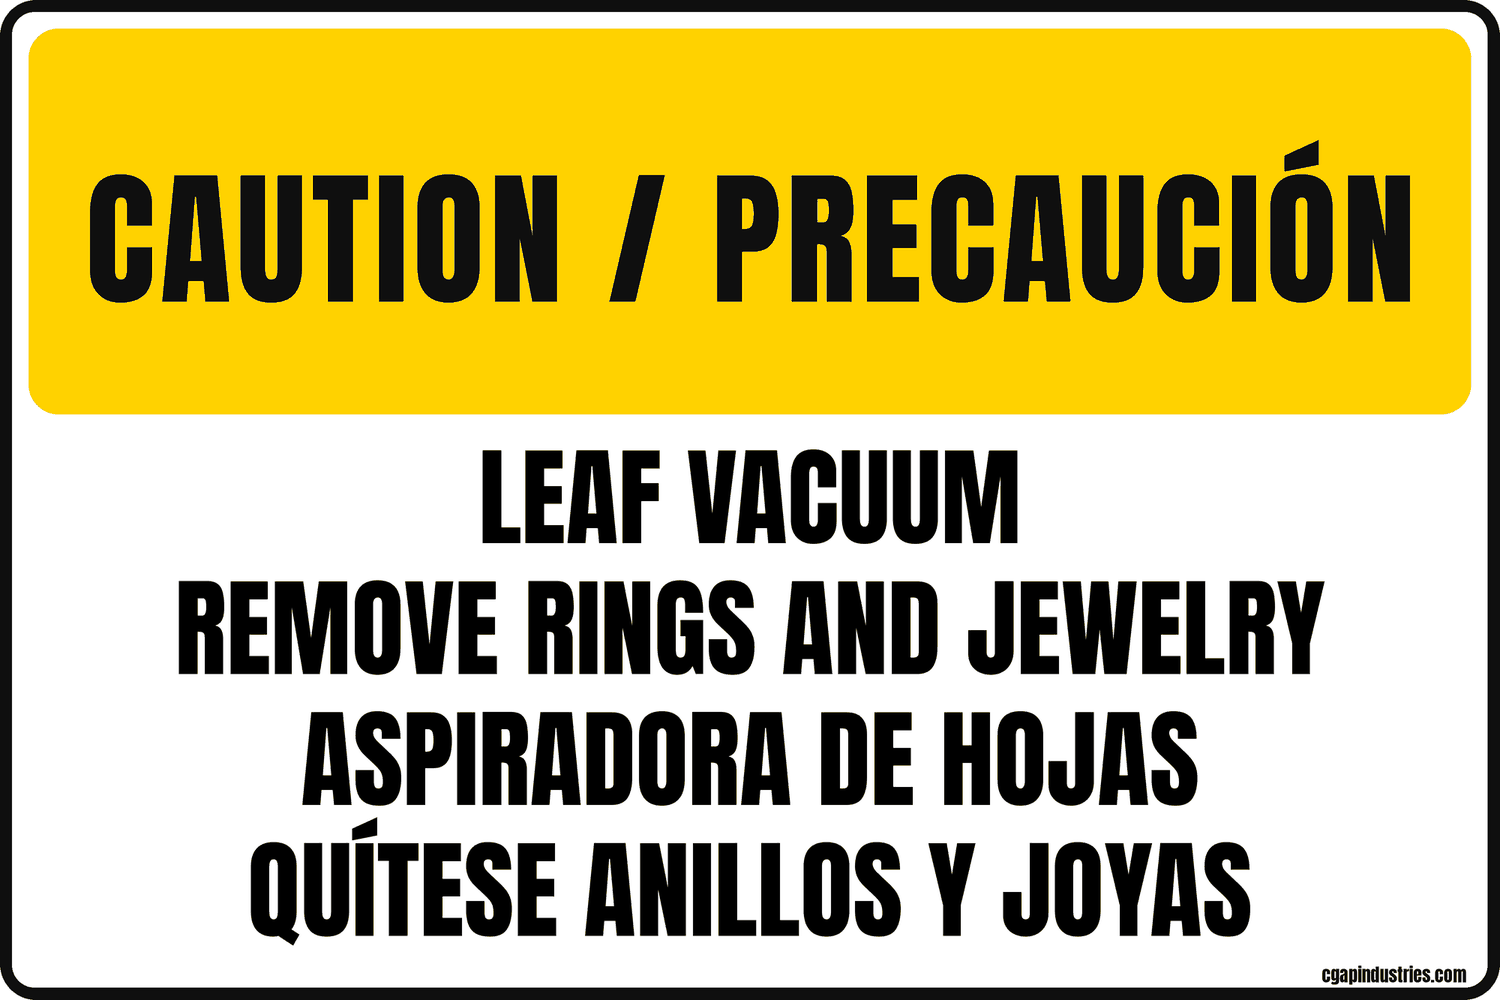 CAUTION / PRECAUCIÓN
LEAF VACUUM
REMOVE RINGS AND JEWELRY
ASPIRADORA DE HOJAS
QUÍTESE ANILLOS Y JOYAS
cgapindustries.com